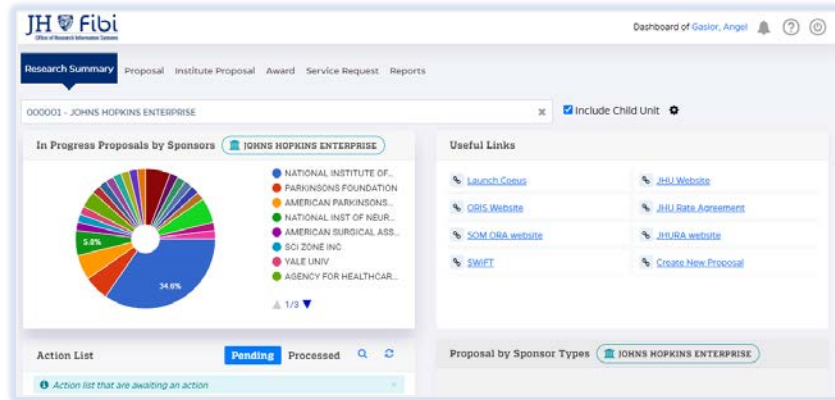 JH Fibi
Office of Research Information Systems
Dashboard of Gasior, Angel
Research Summary Proposal Institute Proposal Award Service Request Reports
000001 - JOHNS HOPKINS ENTERPRISE
Include Child Unit
In Progress Proposals by Sponsors JOHNS HOPKINS ENTERPRISE
NATIONAL INSTITUTE OF...
PARKINSONS FOUNDATION
AMERICAN PARKINSONS...
NATIONAL INST OF NEUR...
AMERICAN SURGICAL ASS...
SCI ZONE INC
YALE UNIV
AGENCY FOR HEALTHCAR...
5.8%
34.6%
1/3
Useful Links
Launch Coeus
JHU Website
ORIS Website
JHU Rate Agreement
SOM ORA website
JHURA website
SWIFT
Create New Proposal
Action List Pending Processed
Action list that are awaiting an action
Proposal by Sponsor Types JOHNS HOPKINS ENTERPRISE